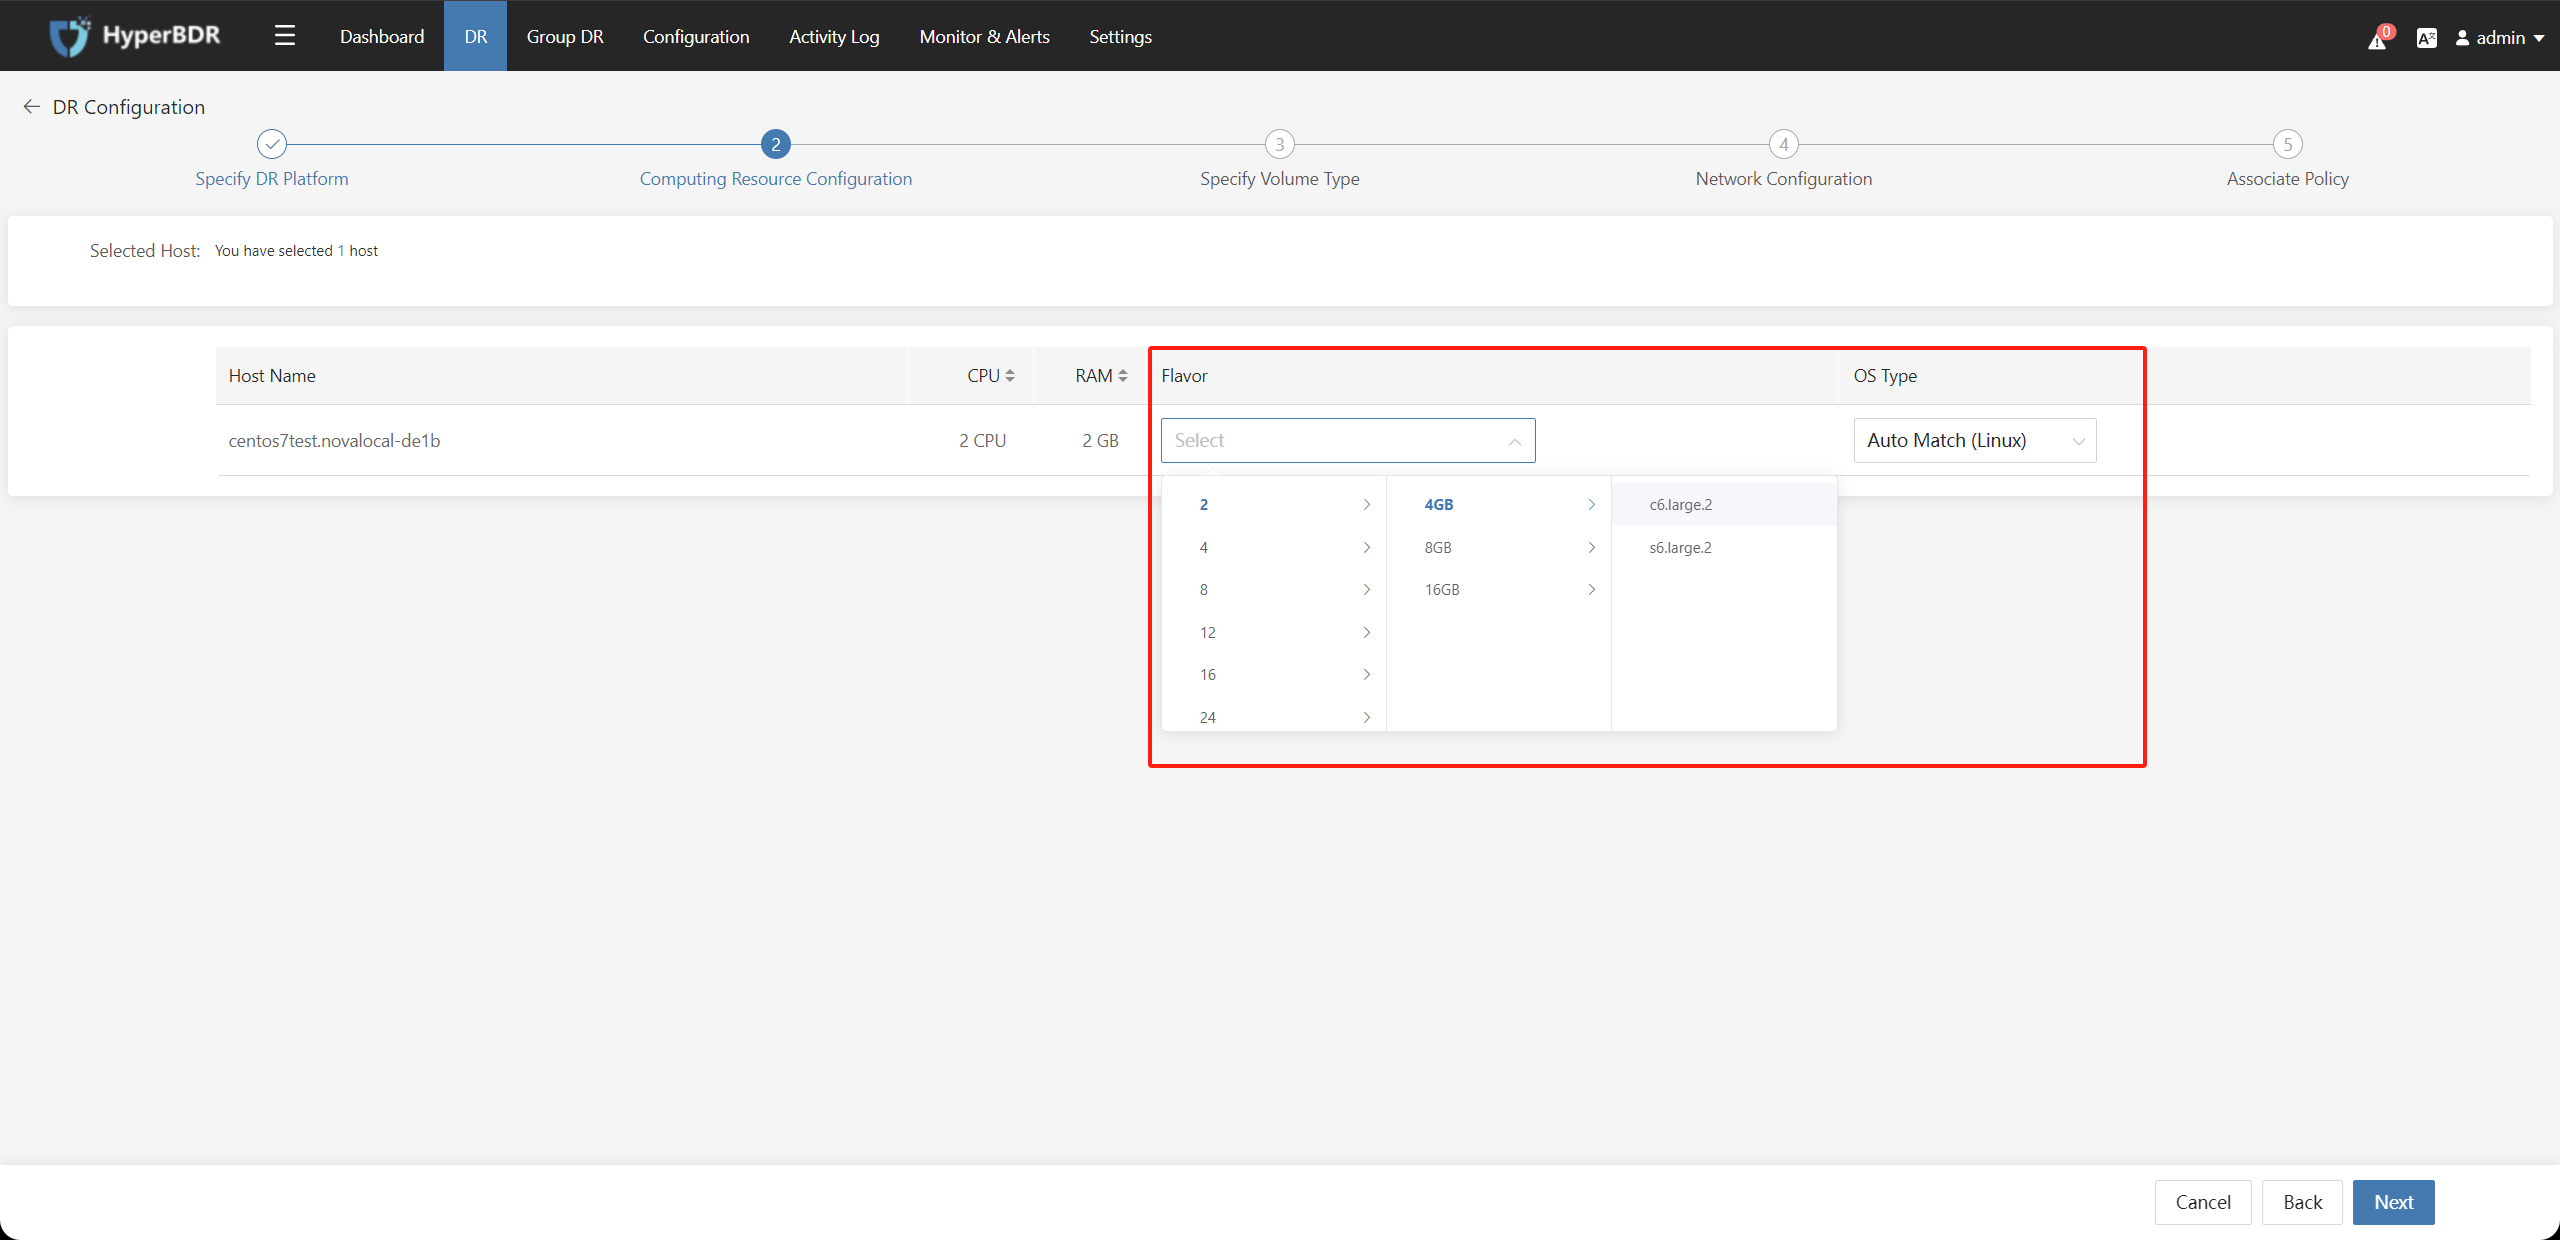 HyperBDR Dashboard DR Group DR Configuration Activity Log Monitor & Alerts Settings 0 A admin
DR Configuration
2 3 4 5
Specify DR Platform Computing Resource Configuration Specify Volume Type Network Configuration Associate Policy
Selected Host: You have selected 1 host
Host Name CPU RAM Flavor OS Type
centos7test.novalocal-de1b 2 CPU 2 GB Select Auto Match (Linux)
2 4GB c6.large.2
4 8GB s6.large.2
8 16GB
12
16
24
Cancel Back Next